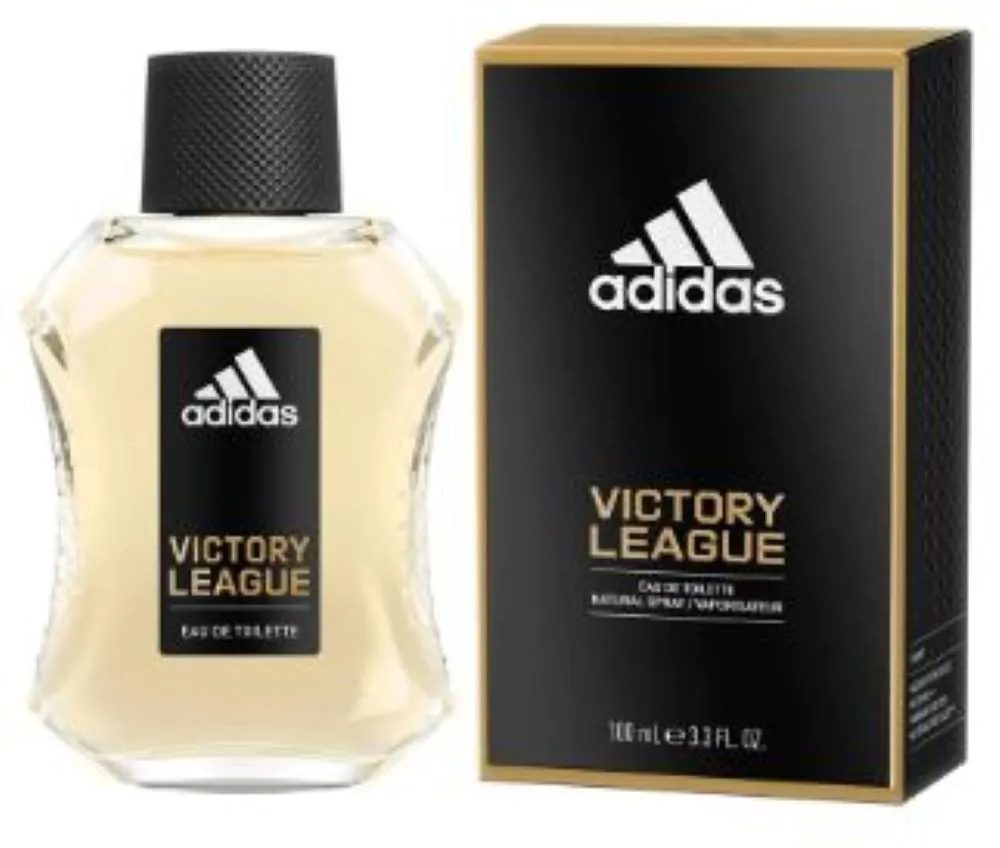 adidas
VICTORY
LEAGUE
EAU DE TOILETTE
adidas
VICTORY
LEAGUE
EAU DE TOILETTE
NATURAL SPRAY / VAPORISATEUR
100 mL e 3.3 FL. OZ.